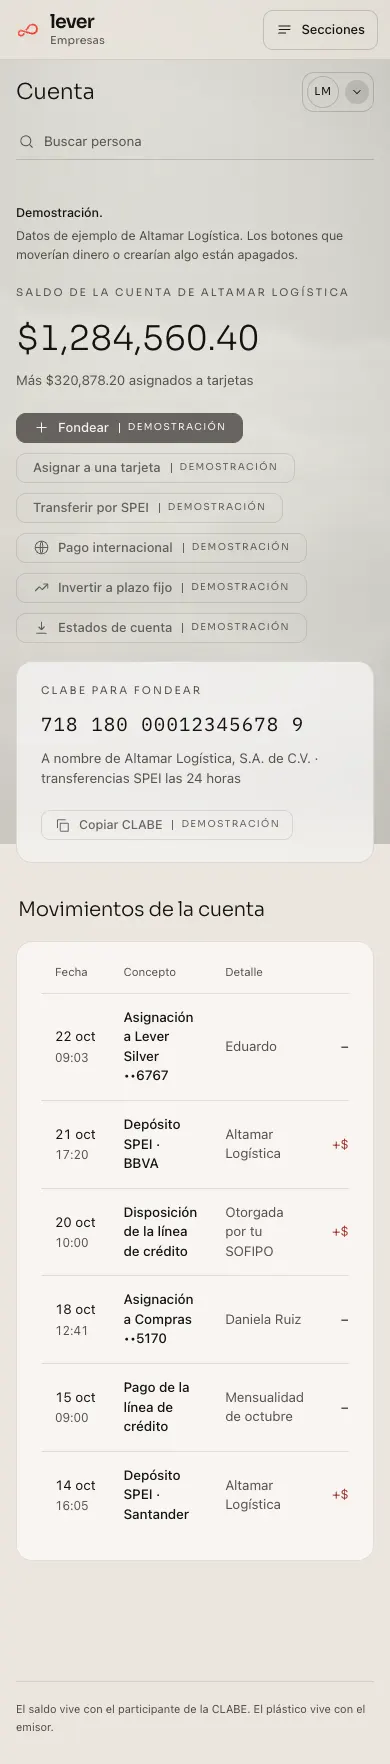 lever
Empresas
Secciones
Cuenta
LM
Buscar persona
Demostración.
Datos de ejemplo de Altamar Logística. Los botones que
moverían dinero o crearían algo están apagados.
SALDO DE LA CUENTA DE ALTAMAR LOGÍSTICA
$1,284,560.40
Más $320,878.20 asignados a tarjetas
Fondear | DEMOSTRACIÓN
Asignar a una tarjeta | DEMOSTRACIÓN
Transferir por SPEI | DEMOSTRACIÓN
Pago internacional | DEMOSTRACIÓN
Invertir a plazo fijo | DEMOSTRACIÓN
Estados de cuenta | DEMOSTRACIÓN
CLABE PARA FONDEAR
718 180 00012345678 9
A nombre de Altamar Logística, S.A. de C.V. ·
transferencias SPEI las 24 horas
Copiar CLABE | DEMOSTRACIÓN
Movimientos de la cuenta
Fecha Concepto Detalle
22 oct
09:03
Asignación
a Lever
Silver
••6767
Eduardo
–
21 oct
17:20
Depósito
SPEI ·
BBVA
Altamar
Logística
+$
20 oct
10:00
Disposición
de la línea
de crédito
Otorgada
por tu
SOFIPO
+$
18 oct
12:41
Asignación
a Compras
••5170
Daniela Ruiz
–
15 oct
09:00
Pago de la
línea de
crédito
Mensualidad
de octubre
–
14 oct
16:05
Depósito
SPEI ·
Santander
Altamar
Logística
+$
El saldo vive con el participante de la CLABE. El plástico vive con el
emisor.